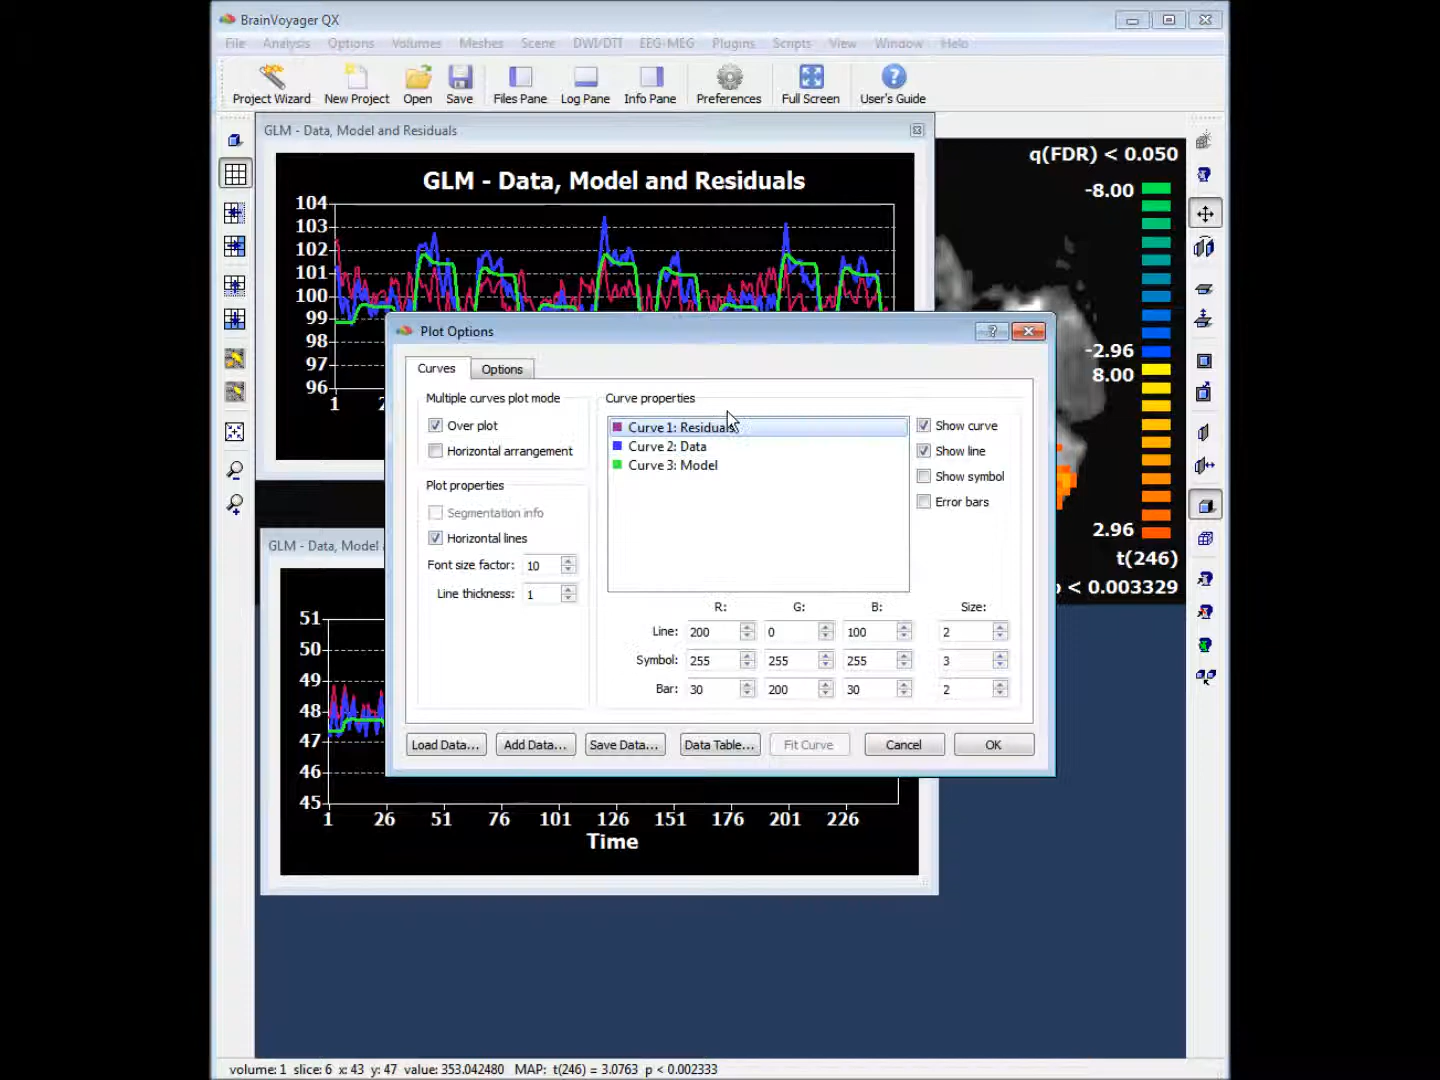 BrainVoyager QX
File Analysis Options Volumes Meshes Scene DWI/DTI EEG-MEG Plugins Scripts View Window Help
Project Wizard New Project Open Save Files Pane Log Pane Info Pane Preferences Full Screen User's Guide
GLM - Data, Model and Residuals
GLM - Data, Model and Residuals
104
103
102
101
100
99
98
97
96
1
q(FDR) < 0.050
-8.00
-2.96
8.00
2.96
t(246)
< 0.003329
Plot Options
Curves Options
Multiple curves plot mode
Over plot
Horizontal arrangement
Plot properties
Segmentation info
Horizontal lines
Font size factor: 10
Line thickness: 1
Curve properties
Curve 1: Residuals
Curve 2: Data
Curve 3: Model
Show curve
Show line
Show symbol
Error bars
R: G: B: Size:
Line: 200 0 100 2
Symbol: 255 255 255 3
Bar: 30 200 30 2
Load Data... Add Data... Save Data... Data Table... Fit Curve Cancel OK
GLM - Data, Model
51
50
49
48
47
46
45
1 26 51 76 101 126 151 176 201 226
Time
volume: 1 slice: 6 x: 43 y: 47 value: 353.042480 MAP: t(246) = 3.0763 p < 0.002333